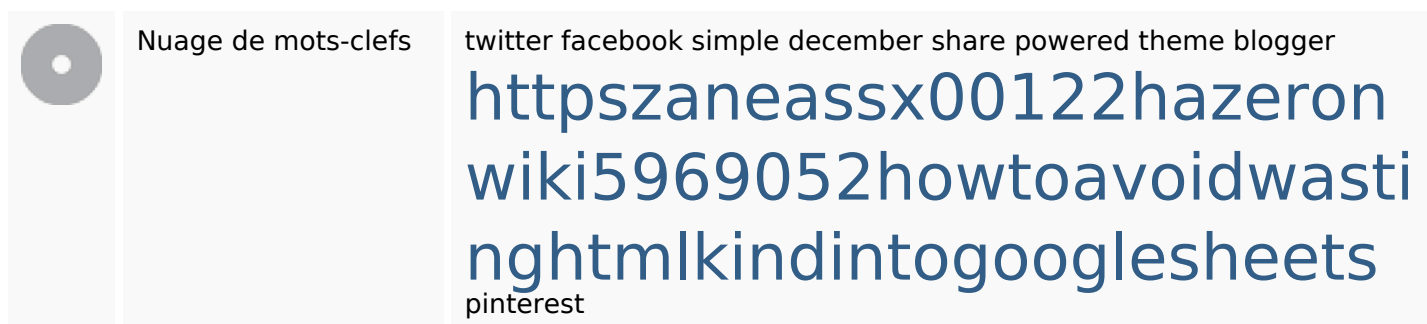 Nuage de mots-clefs
twitter facebook simple december share powered theme blogger
httpszaneassx00122hazeron
wiki5969052howtoavoidwasti
nghtmlkindintogooglesheets
pinterest